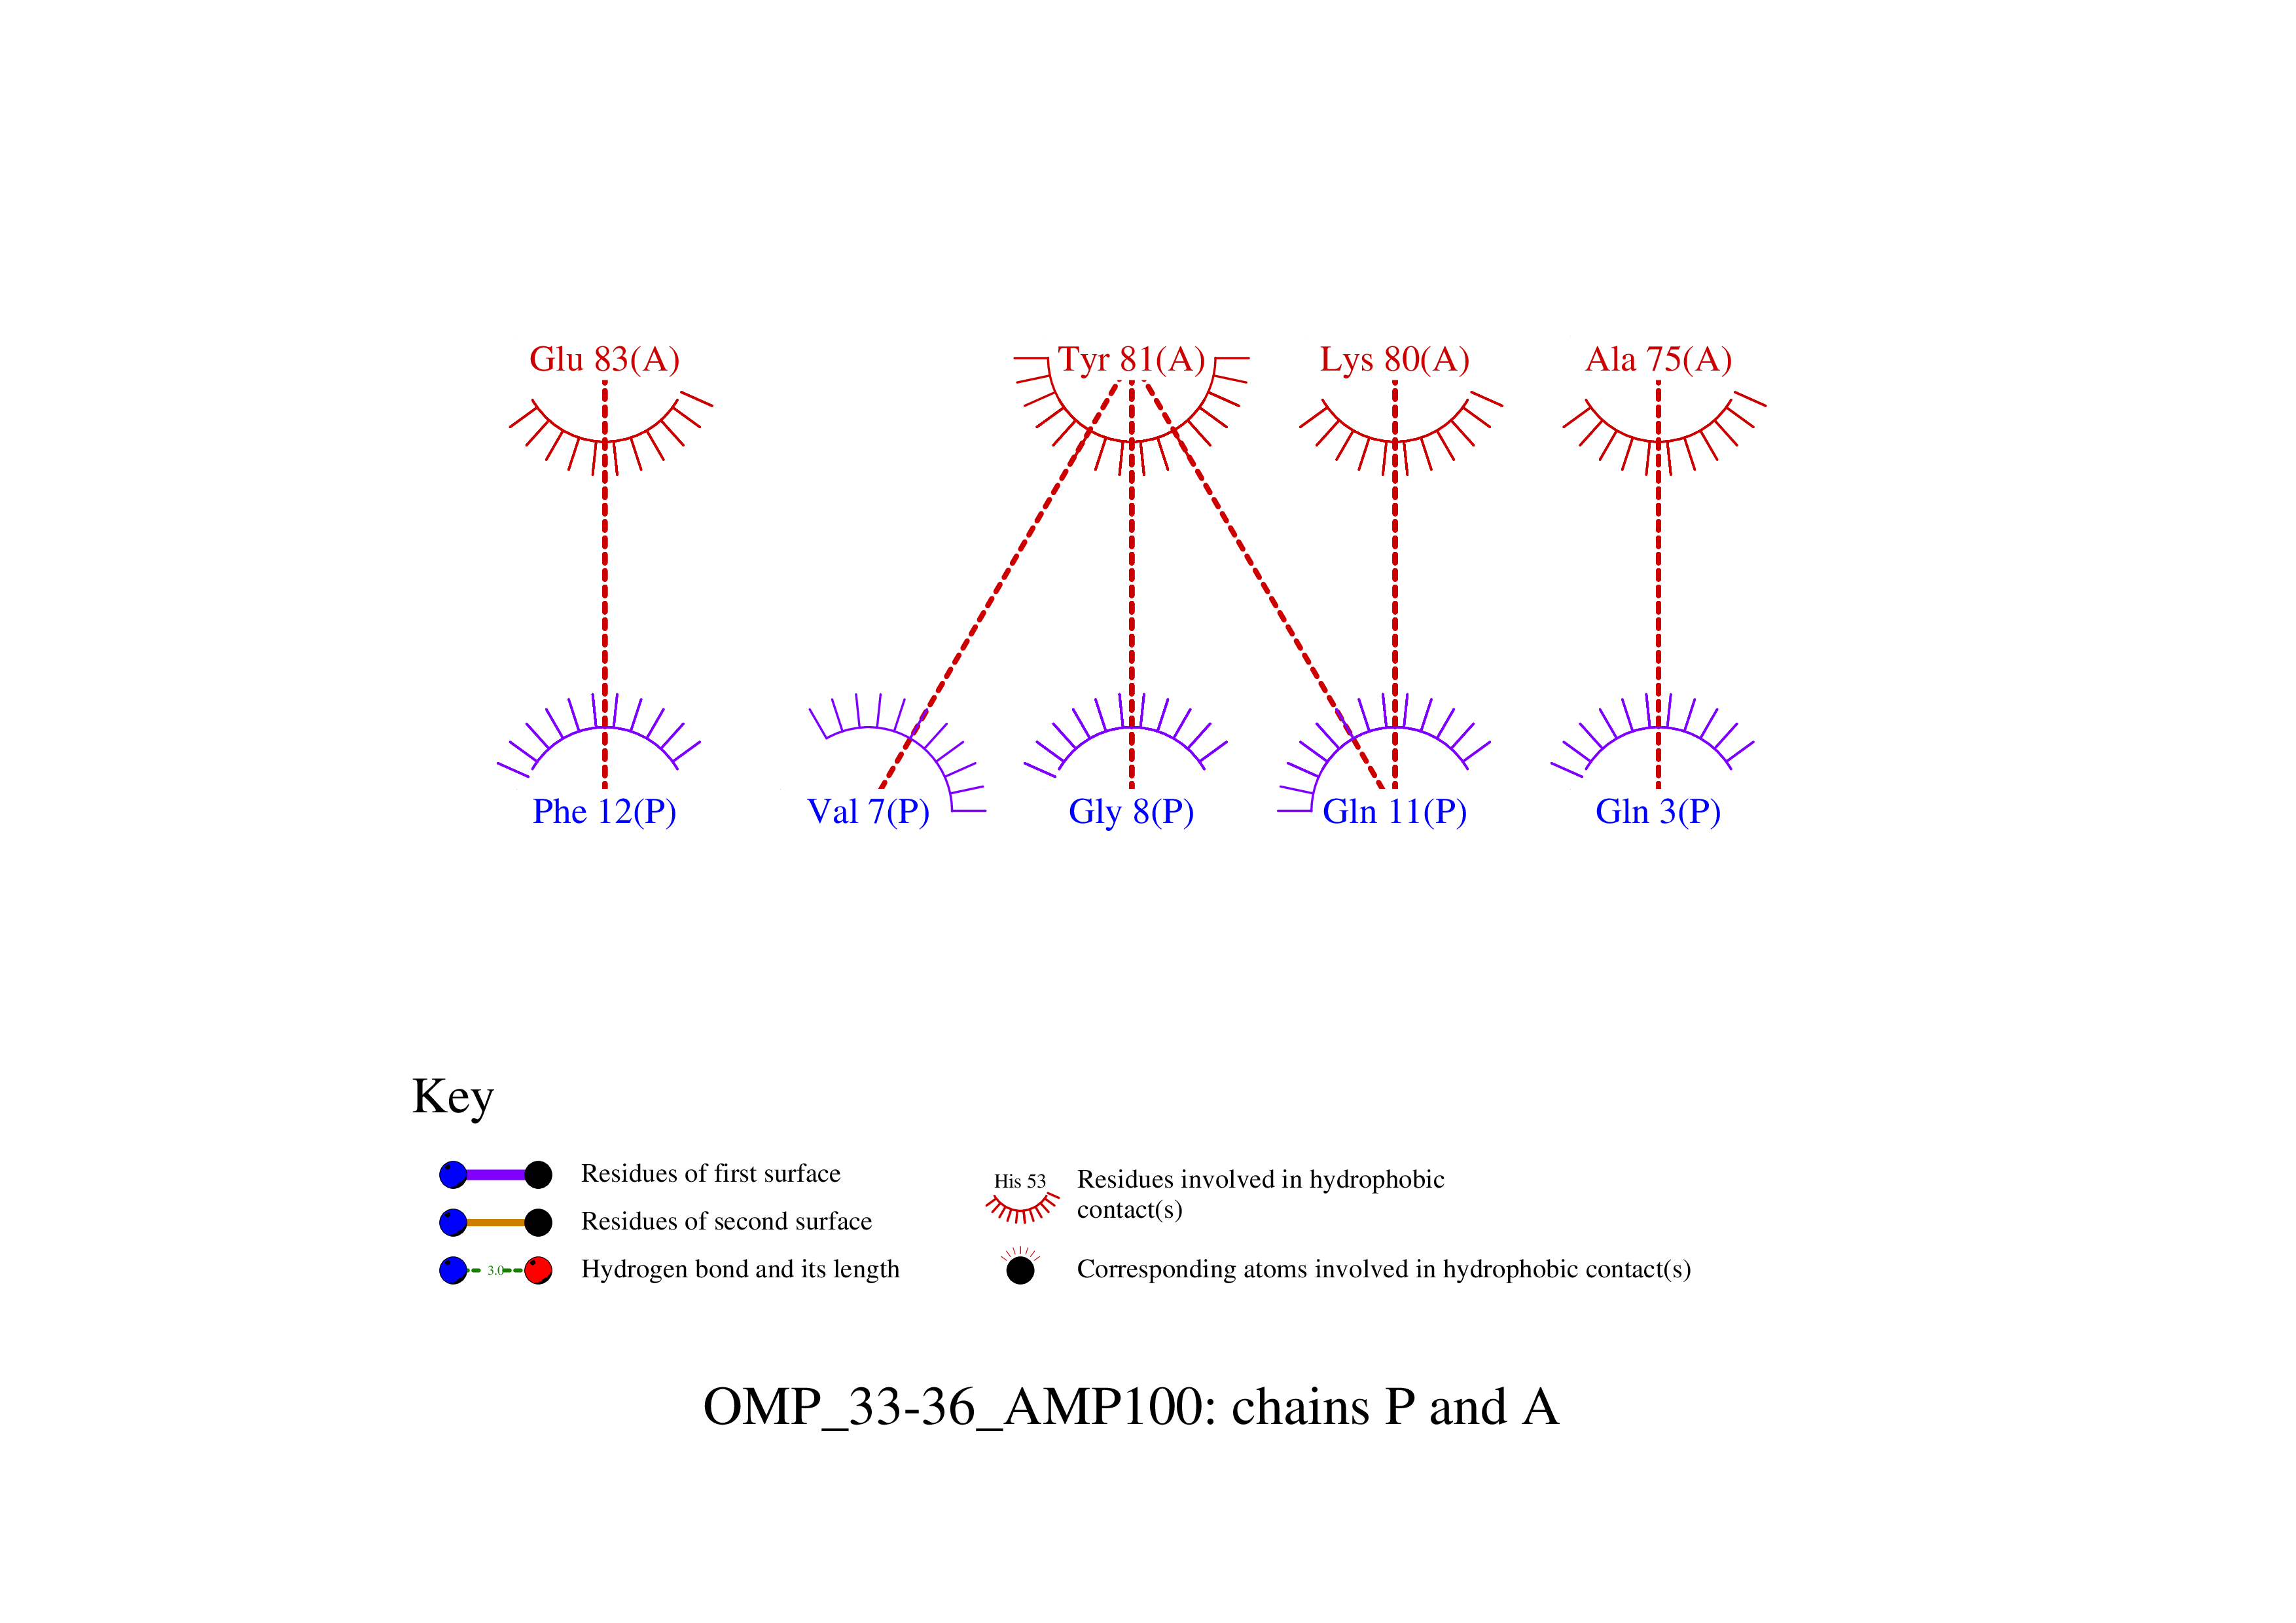 Glu 83(A) Tyr 81(A) Lys 80(A) Ala 75(A)
Phe 12(P) Val 7(P) Gly 8(P) Gln 11(P) Gln 3(P)
Key
Residues of first surface
Residues of second surface
3.0 Hydrogen bond and its length
His 53 Residues involved in hydrophobic
contact(s)
Corresponding atoms involved in hydrophobic contact(s)
OMP_33-36_AMP100: chains P and A